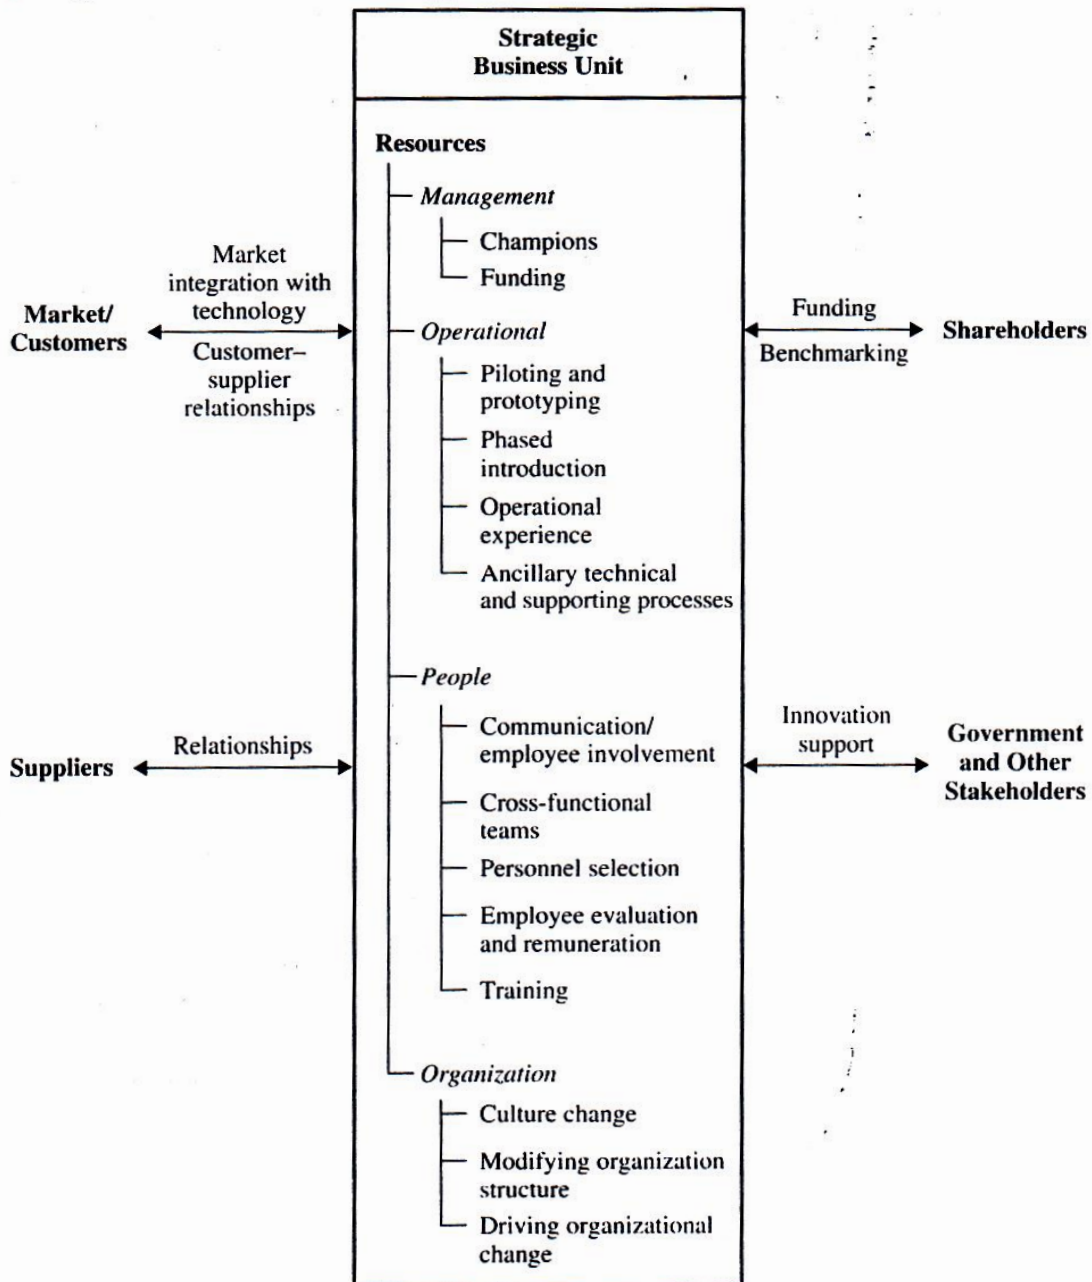 Strategic
Business Unit
Resources
Management
Champions
Funding
Market
integration with
technology
Market/
Customers
Customer–
supplier
relationships
Operational
Piloting and
prototyping
Phased
introduction
Operational
experience
Ancillary technical
and supporting processes
Funding
Benchmarking
Shareholders
People
Communication/
employee involvement
Cross-functional
teams
Personnel selection
Employee evaluation
and remuneration
Training
Suppliers
Relationships
Innovation
support
Government
and Other
Stakeholders
Organization
Culture change
Modifying organization
structure
Driving organizational
change